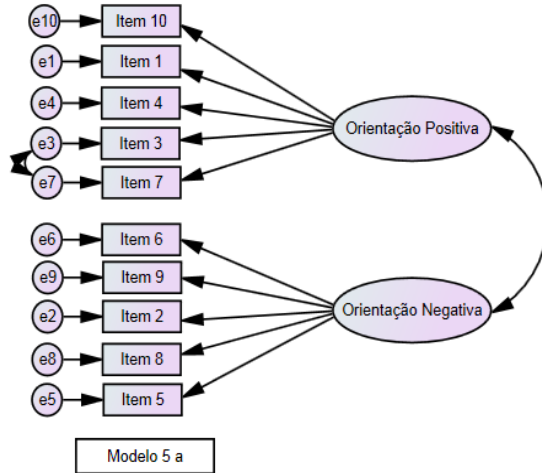 e10 Item 10
e1 Item 1
e4 Item 4
Orientação Positiva
e3 Item 3
e7 Item 7
e6 Item 6
e9 Item 9
e2 Item 2
Orientação Negativa
e8 Item 8
e5 Item 5
Modelo 5 a